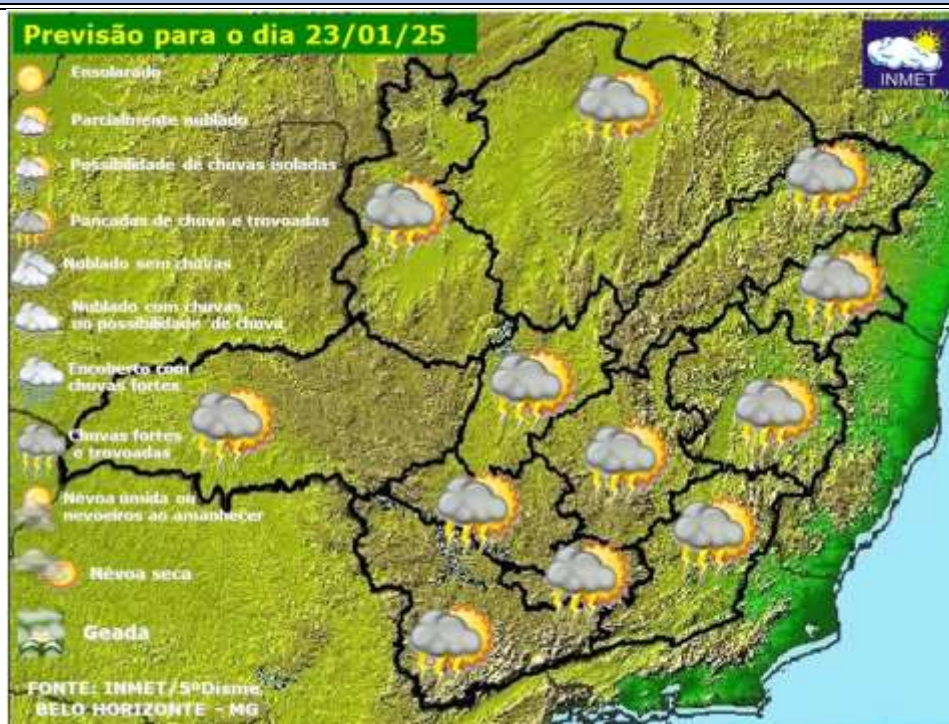 Previsão para o dia 23/01/25
INMET
Ensolarado
Parcialmente nublado
Possibilidade de chuvas isoladas
Pancadas de chuva e trovoadas
Nublado sem chuvas
Nublado com chuvas
ou possibilidade de chuva
Encoberto com
chuvas fortes
Chuvas fortes
e trovoadas
Névoa úmida ou
nevoeiros ao amanhecer
Névoa seca
Geada
FONTE: INMET/5ºDisme
BELO HORIZONTE - MG